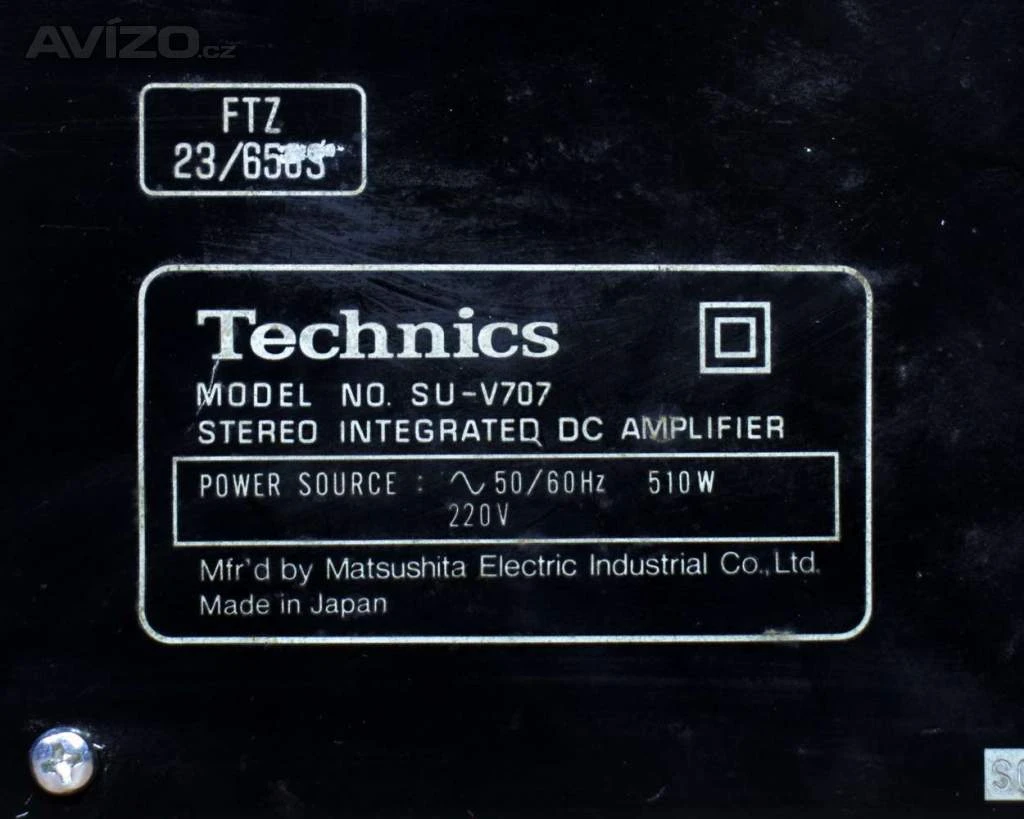 AVÍZO.cz
FTZ
Technics
MODEL NO. SU-V707
STEREO INTEGRATED DC AMPLIFIER
POWER SOURCE : ∿ 50/60Hz 510W
220V
Mfr'd by Matsushita Electric Industrial Co., Ltd.
Made in Japan